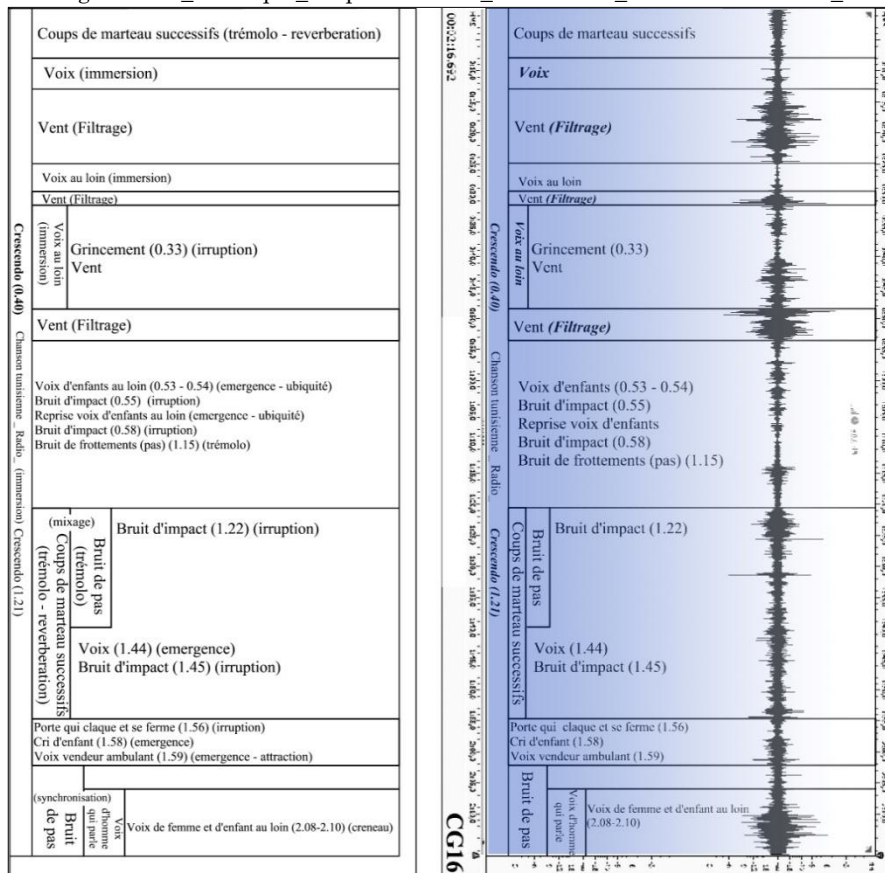 Coups de marteau successifs (trémolo - reverberation)
Voix (immersion)
Vent (Filtrage)
Voix au loin (immersion)
Vent (Filtrage)
Voix au loin
(immersion)
Grincement (0.33) (irruption)
Vent
Vent (Filtrage)
Crescendo (0.40)
Chanson tunisienne _ Radio_ (immersion) Crescendo (1.21)
Voix d'enfants au loin (0.53 - 0.54) (emergence - ubiquité)
Bruit d'impact (0.55) (irruption)
Reprise voix d'enfants au loin (emergence - ubiquité)
Bruit d'impact (0.58) (irruption)
Bruit de frottements (pas) (1.15) (trémolo)
(mixage)
Bruit de pas
(trémolo)
Coups de marteau successifs
(trémolo - reverberation)
Bruit d'impact (1.22) (irruption)
Voix (1.44) (emergence)
Bruit d'impact (1.45) (irruption)
Porte qui claque et se ferme (1.56) (irruption)
Cri d'enfant (1.58) (emergence)
Voix vendeur ambulant (1.59) (emergence - attraction)
(synchronisation)
Bruit
de pas
Voix
d'homme
qui parle
Voix de femme et d'enfant au loin (2.08-2.10) (creneau)
00:02:16.692
CG16
Coups de marteau successifs
Voix
Vent (Filtrage)
Voix au loin
Vent (Filtrage)
Voix au loin
Grincement (0.33)
Vent
Vent (Filtrage)
Crescendo (0.40)
Chanson tunisienne _ Radio_
Crescendo (1.21)
Voix d'enfants (0.53 - 0.54)
Bruit d'impact (0.55)
Reprise voix d'enfants
Bruit d'impact (0.58)
Bruit de frottements (pas) (1.15)
Bruit de pas
Coups de marteau successifs
Bruit d'impact (1.22)
Voix (1.44)
Bruit d'impact (1.45)
Porte qui claque et se ferme (1.56)
Cri d'enfant (1.58)
Voix vendeur ambulant (1.59)
Bruit de pas
Voix d'homme
qui parle
Voix de femme et d'enfant au loin
(2.08-2.10)